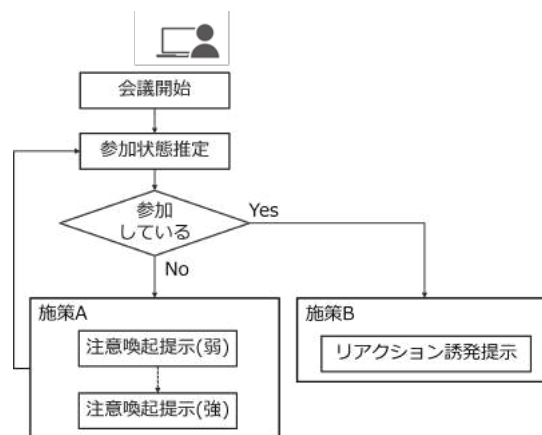 会議開始
参加状態推定
参加
している
Yes
No
施策A
注意喚起提示(弱)
注意喚起提示(強)
施策B
リアクション誘発提示